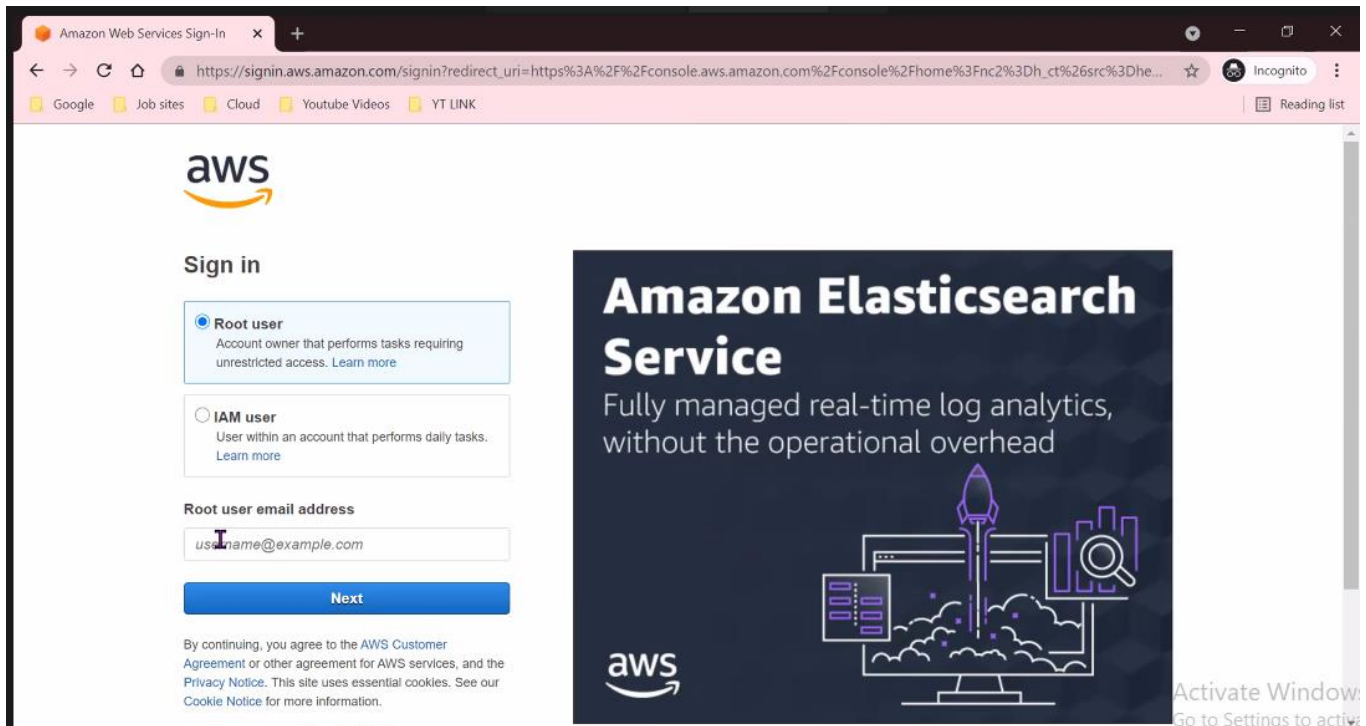 Amazon Web Services Sign-In
https://signin.aws.amazon.com/signin?redirect_uri=https%3A%2F%2Fconsole.aws.amazon.com%2Fconsole%2Fhome%3Fnc2%3Dh_ct%26src%3Dhe...
Incognito
Google Job sites Cloud Youtube Videos YT LINK Reading list
aws
Sign in
Root user
Account owner that performs tasks requiring
unrestricted access. Learn more
IAM user
User within an account that performs daily tasks.
Learn more
Root user email address
username@example.com
Next
By continuing, you agree to the AWS Customer
Agreement or other agreement for AWS services, and the
Privacy Notice. This site uses essential cookies. See our
Cookie Notice for more information.
Amazon Elasticsearch
Service
Fully managed real-time log analytics,
without the operational overhead
aws
Activate Windows
Go to Settings to activa